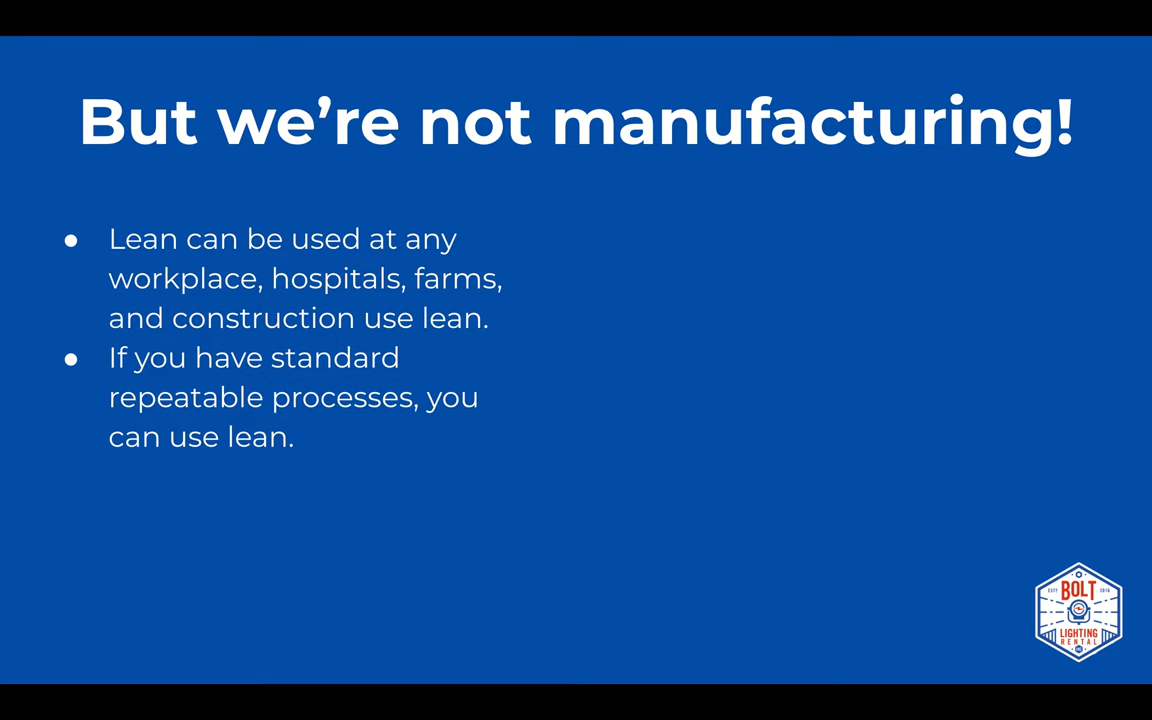 But we’re not manufacturing!
● Lean can be used at any
workplace, hospitals, farms,
and construction use lean.
● If you have standard
repeatable processes, you
can use lean.
BOLT
LIGHTING
RENTAL